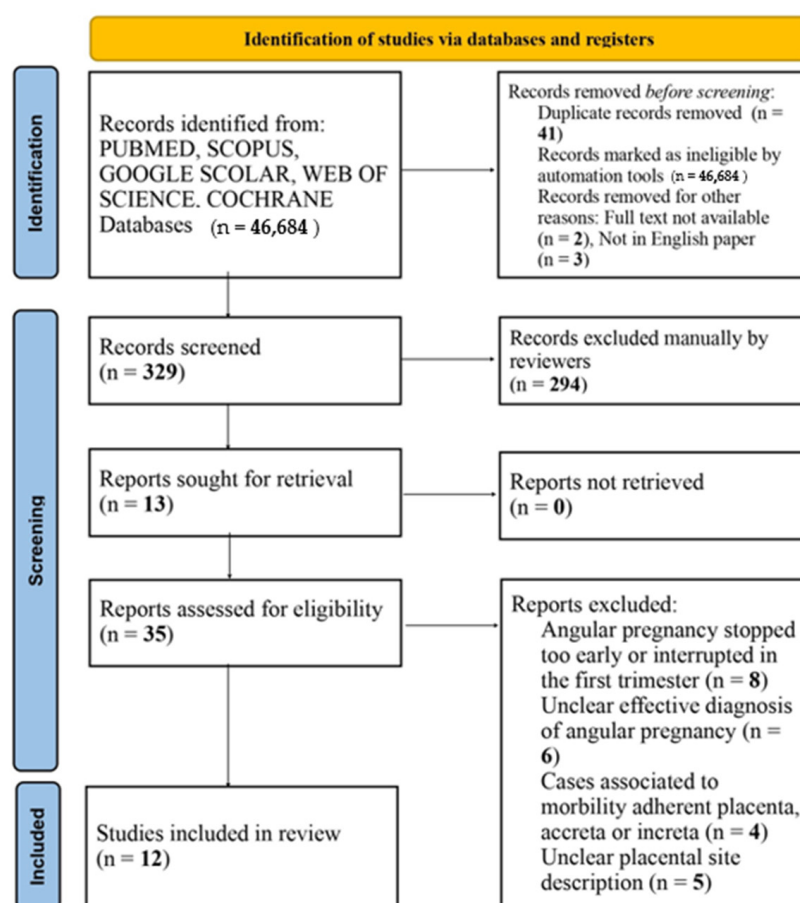 Identification of studies via databases and registers
Identification
Records identified from:
PUBMED, SCOPUS,
GOOGLE SCOLAR, WEB OF
SCIENCE. COCHRANE
Databases (n = 46,684 )
Records removed before screening:
Duplicate records removed (n =
41)
Records marked as ineligible by
automation tools (n = 46,684 )
Records removed for other
reasons: Full text not available
(n = 2), Not in English paper
(n = 3)
Screening
Records screened
(n = 329)
Records excluded manually by
reviewers
(n = 294)
Reports sought for retrieval
(n = 13)
Reports not retrieved
(n = 0)
Reports assessed for eligibility
(n = 35)
Reports excluded:
Angular pregnancy stopped
too early or interrupted in
the first trimester (n = 8)
Unclear effective diagnosis
of angular pregnancy (n =
6)
Cases associated to
morbility adherent placenta,
accreta or increta (n = 4)
Unclear placental site
description (n = 5)
Included
Studies included in review
(n = 12)